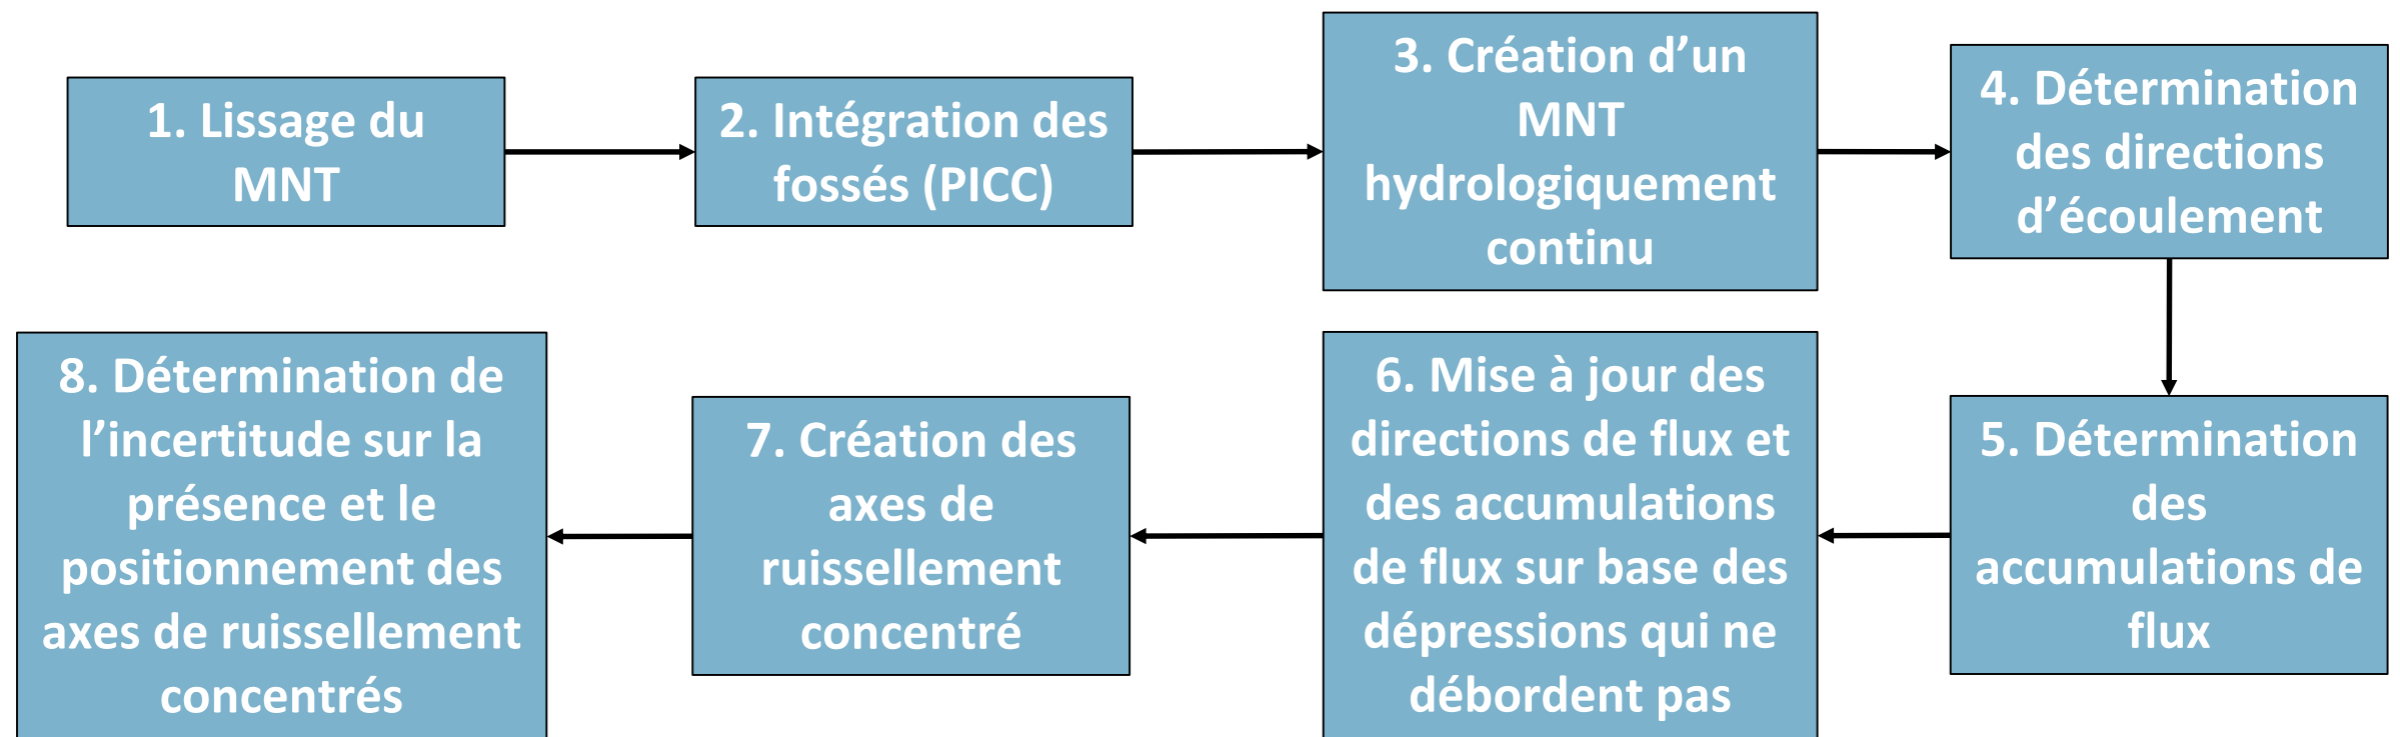 1. Lissage du
MNT
2. Intégration des
fossés (PICC)
3. Création d’un
MNT
hydrologiquement
continu
4. Détermination
des directions
d’écoulement
5. Détermination
des
accumulations de
flux
6. Mise à jour des
directions de flux et
des accumulations
de flux sur base des
dépressions qui ne
débordent pas
7. Création des
axes de
ruissellement
concentré
8. Détermination de
l’incertitude sur la
présence et le
positionnement des
axes de ruissellement
concentrés